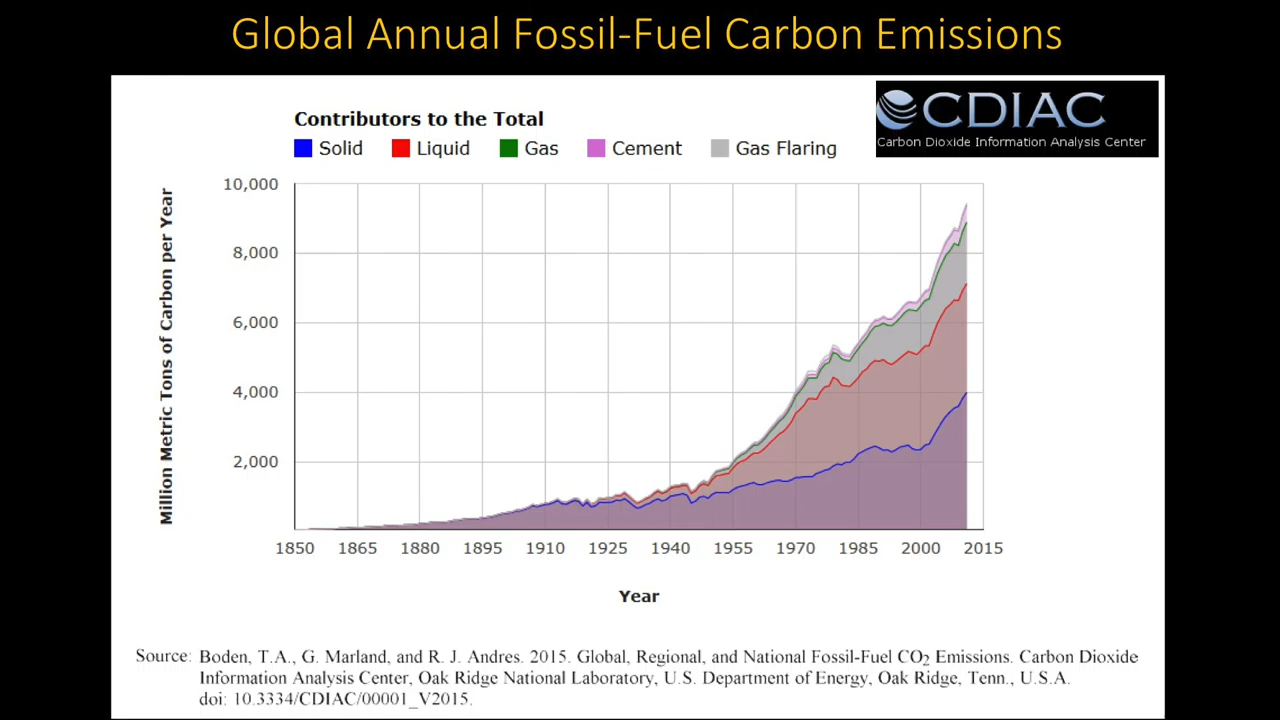 Global Annual Fossil-Fuel Carbon Emissions
CDIAC
Carbon Dioxide Information Analysis Center
Contributors to the Total
Solid Liquid Gas Cement Gas Flaring
Million Metric Tons of Carbon per Year
10,000
8,000
6,000
4,000
2,000
1850 1865 1880 1895 1910 1925 1940 1955 1970 1985 2000 2015
Year
Source: Boden, T.A., G. Marland, and R. J. Andres. 2015. Global, Regional, and National Fossil-Fuel CO₂ Emissions. Carbon Dioxide
Information Analysis Center, Oak Ridge National Laboratory, U.S. Department of Energy, Oak Ridge, Tenn., U.S.A.
doi: 10.3334/CDIAC/00001_V2015.